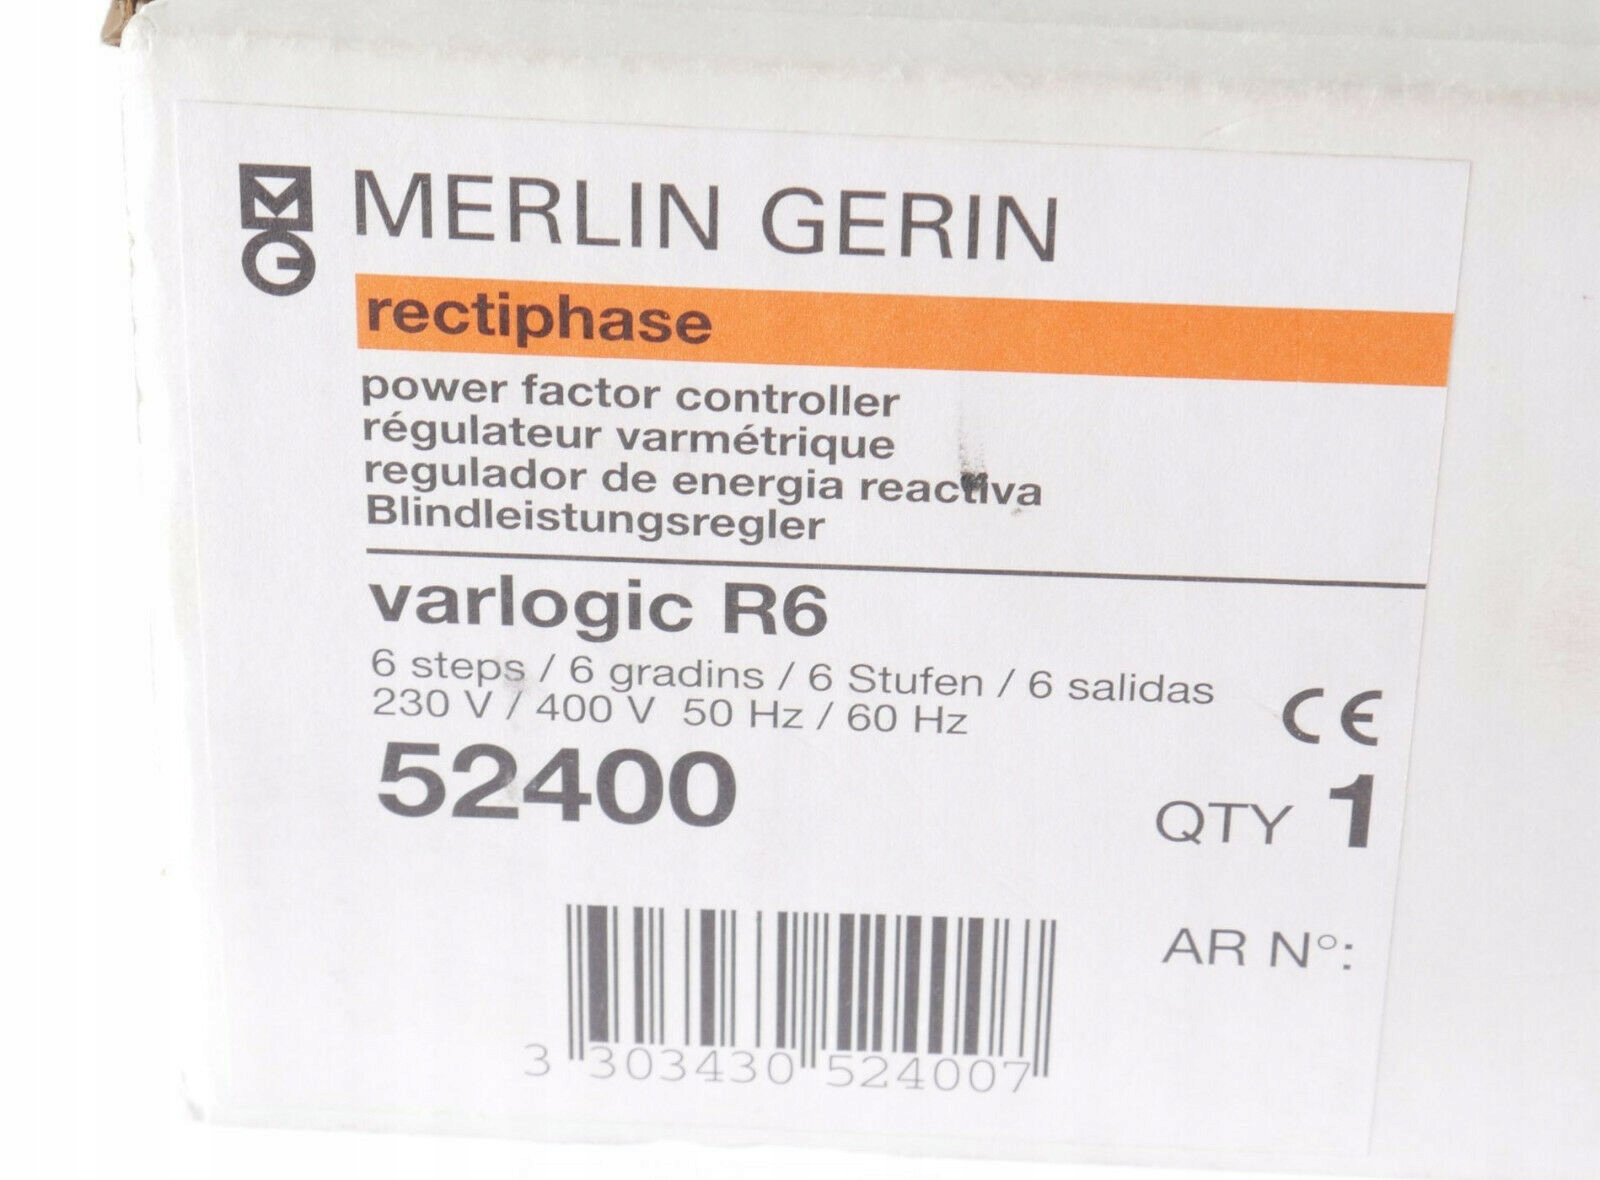 MG
MERLIN GERIN
rectiphase
power factor controller
régulateur varmétrique
regulador de energia reactiva
Blindleistungsregler
varlogic R6
6 steps / 6 gradins / 6 Stufen / 6 salidas
230 V / 400 V 50 Hz / 60 Hz
CE
52400
QTY 1
AR N°:
3 303430 524007